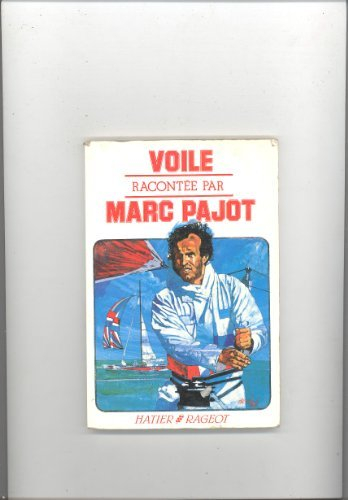 VOILE
RACONTÉE PAR
MARC PAJOT
HATIER # RAGEOT